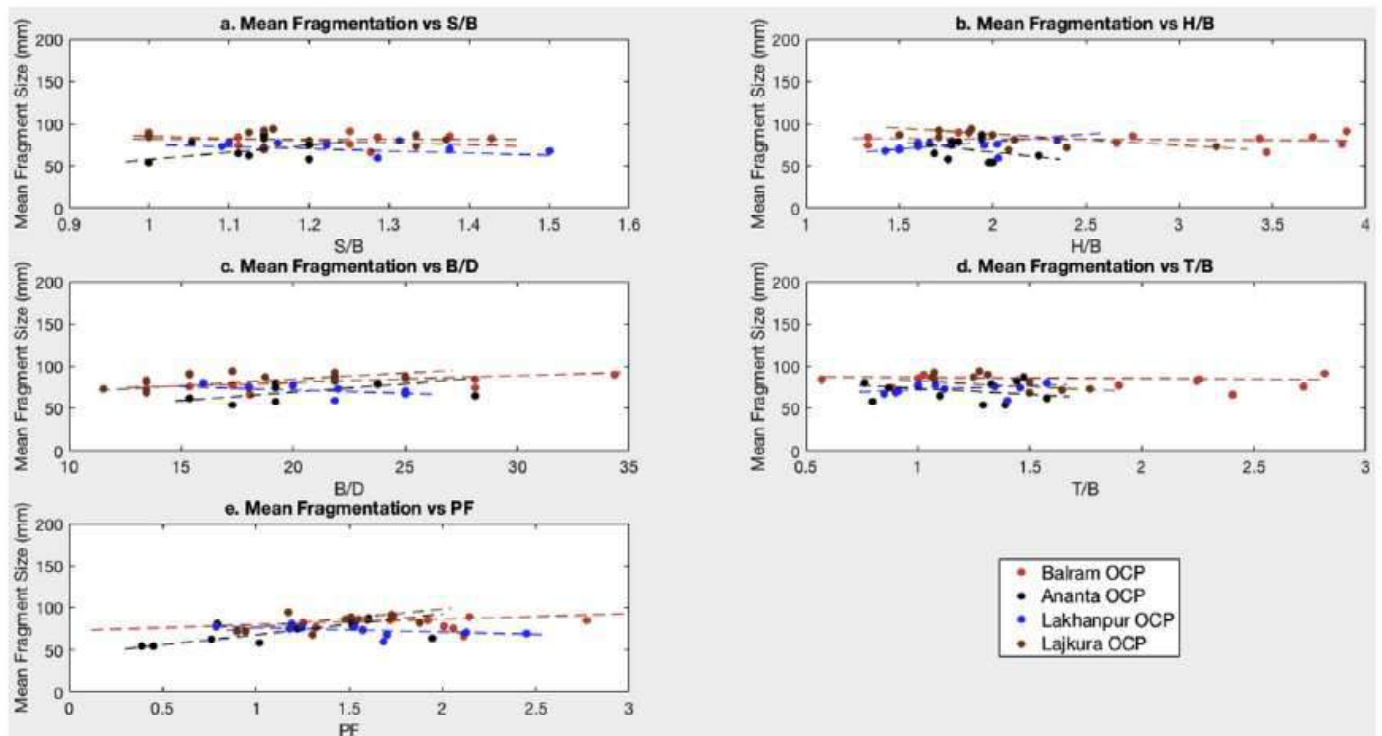 a. Mean Fragmentation vs S/B
Mean Fragment Size (mm)
200
150
100
50
0
0.9 1 1.1 1.2 1.3 1.4 1.5 1.6
S/B
b. Mean Fragmentation vs H/B
Mean Fragment Size (mm)
200
150
100
50
0
1 1.5 2 2.5 3 3.5 4
H/B
c. Mean Fragmentation vs B/D
Mean Fragment Size (mm)
200
150
100
50
0
10 15 20 25 30 35
B/D
d. Mean Fragmentation vs T/B
Mean Fragment Size (mm)
200
150
100
50
0
0.5 1 1.5 2 2.5 3
T/B
e. Mean Fragmentation vs PF
Mean Fragment Size (mm)
200
150
100
50
0
0 0.5 1 1.5 2 2.5 3
PF
Balram OCP
Ananta OCP
Lakhanpur OCP
Lajkura OCP